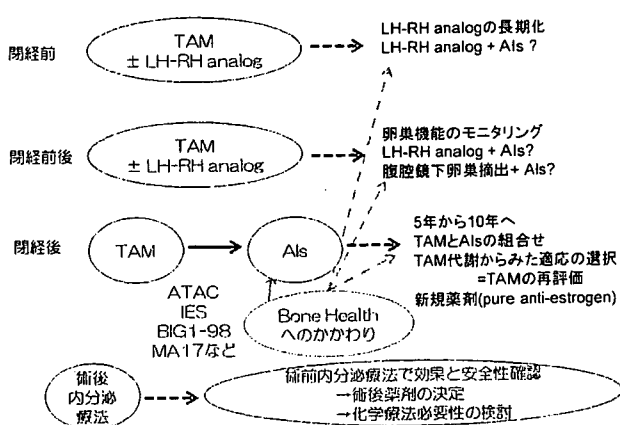 閉経前
TAM
± LH-RH analog
LH-RH analogの長期化
LH-RH analog + AIs ?
閉経前後
TAM
± LH-RH analog
卵巣機能のモニタリング
LH-RH analog + AIs?
腹腔鏡下卵巣摘出+ AIs?
閉経後
TAM
AIs
5年から10年へ
TAMとAIsの組合せ
TAM代謝からみた適応の選択
=TAMの再評価
新規薬剤(pure anti-estrogen)
ATAC
IES
BIG1-98
MA17など
Bone Health
へのかかわり
術後
内分泌
療法
術前内分泌療法で効果と安全性確認
→術後薬剤の決定
→化学療法必要性の検討